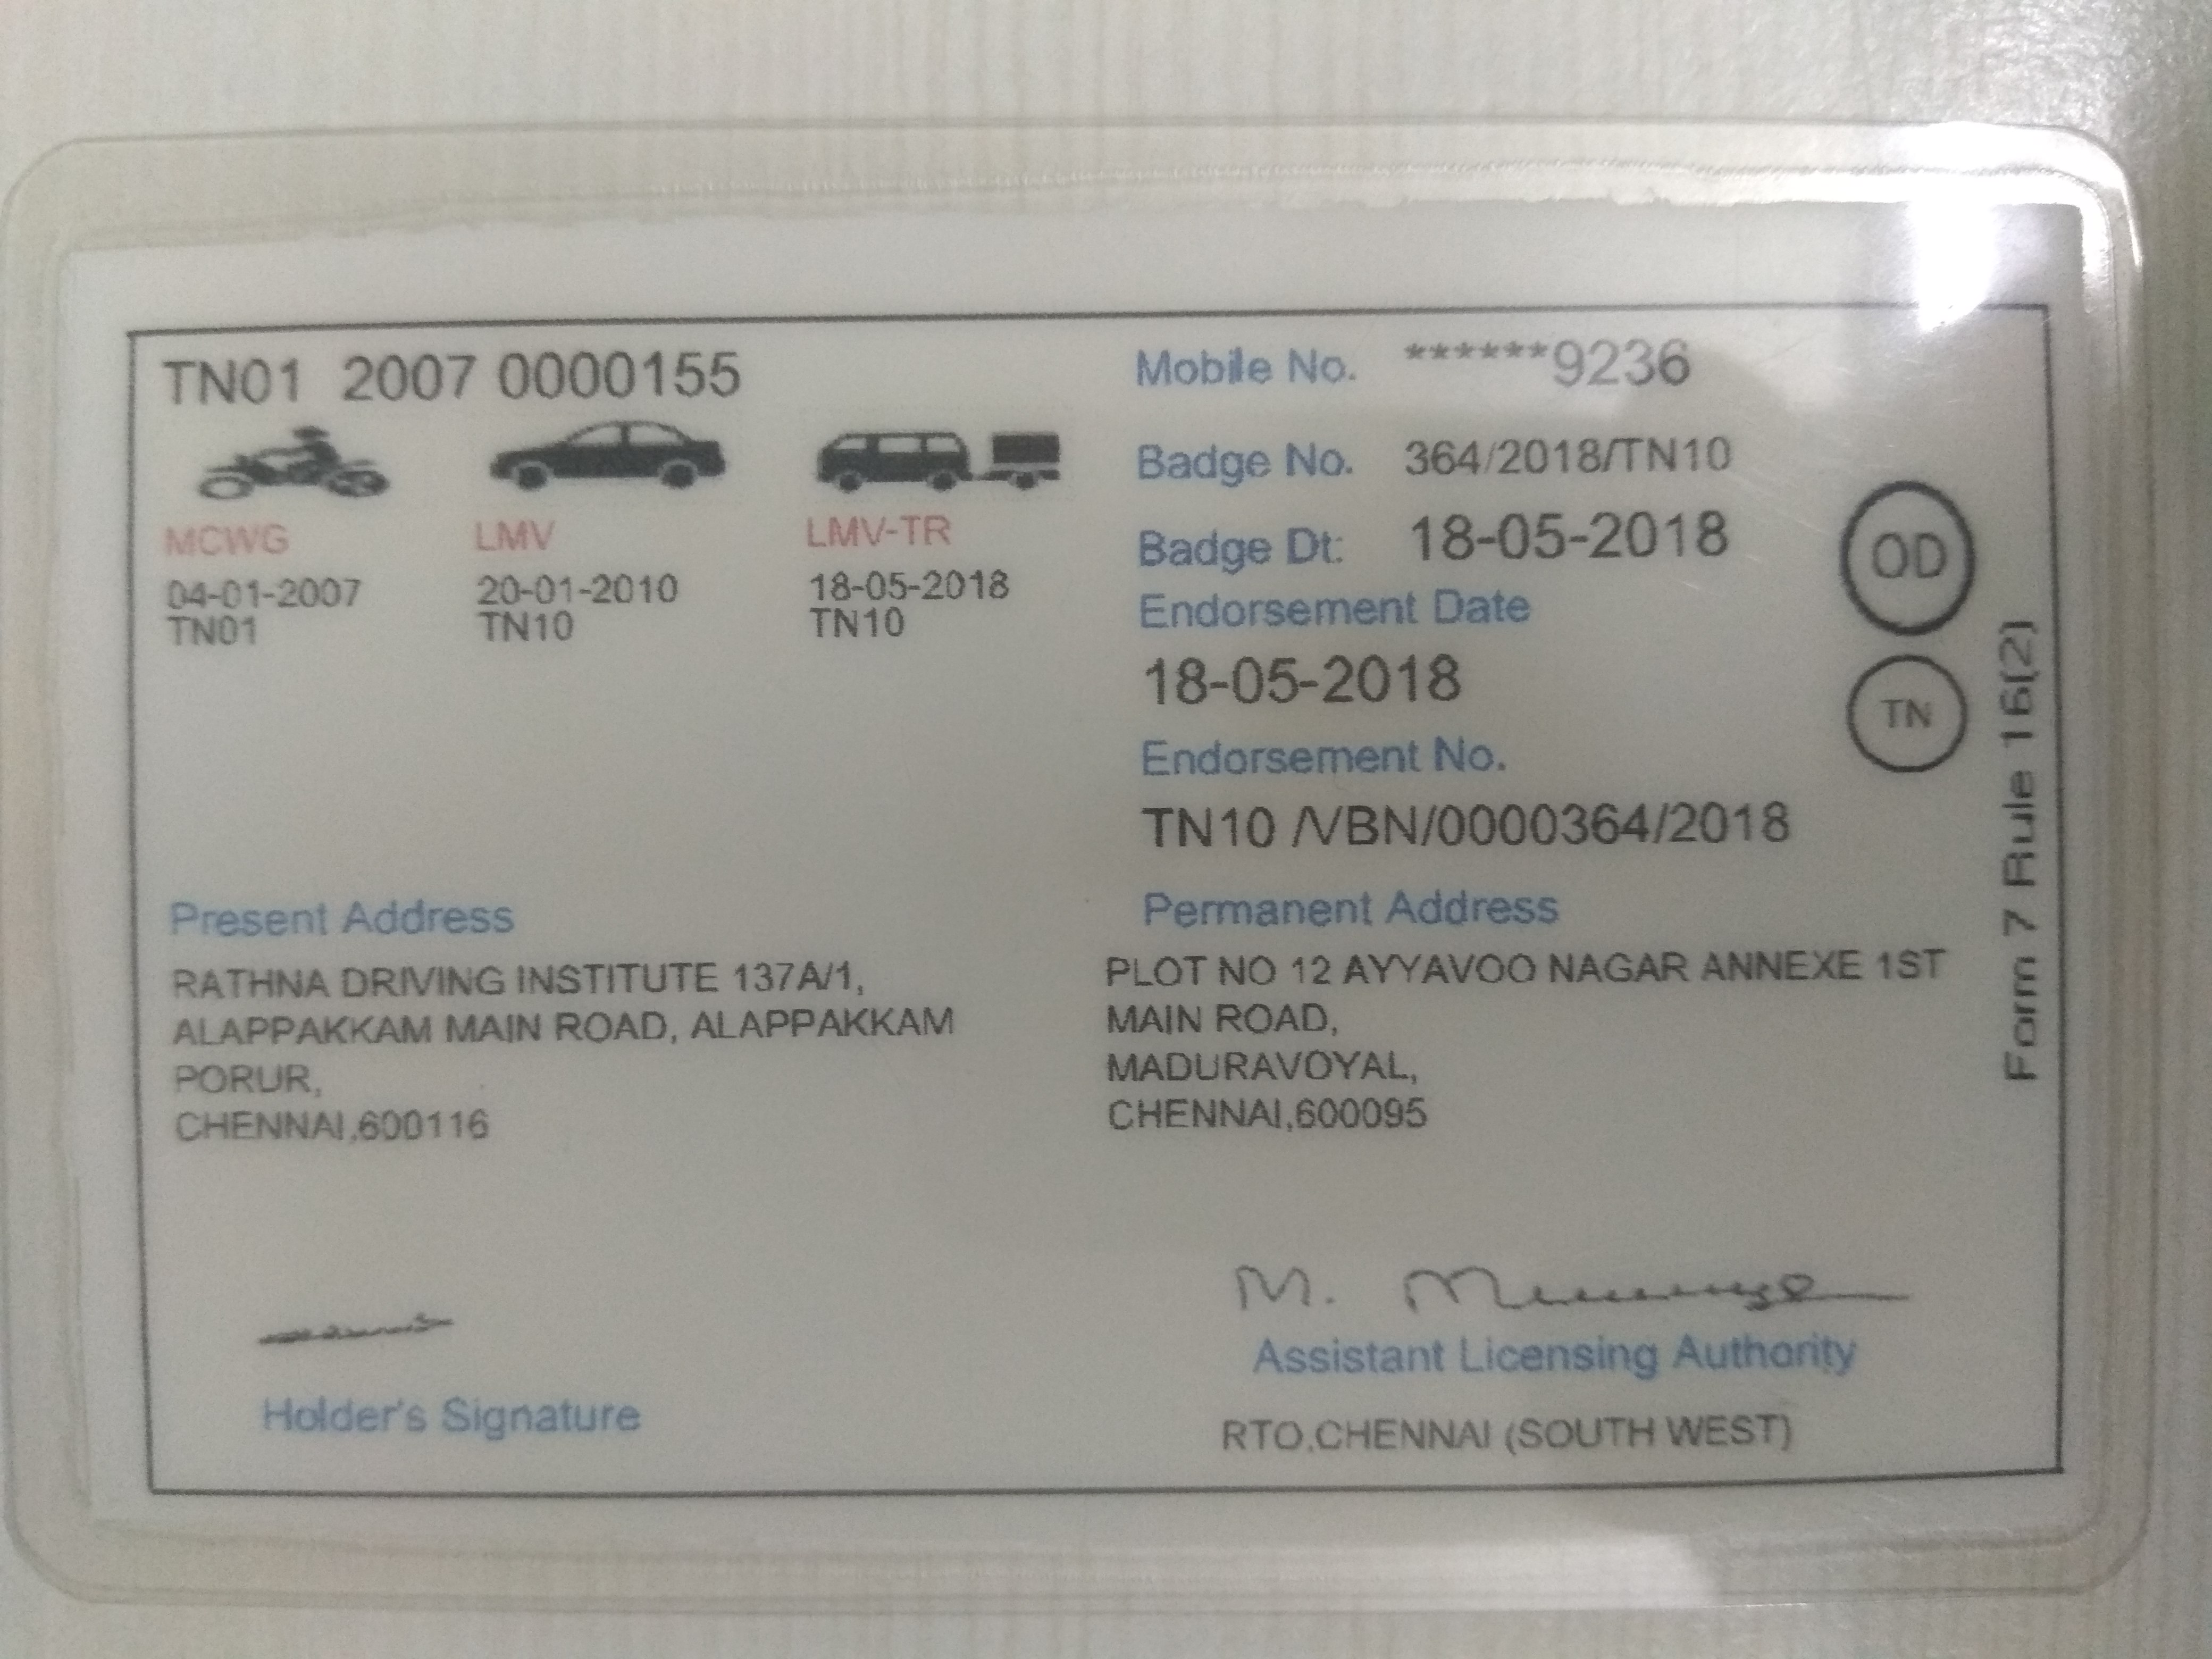 TN01 2007 0000155
MCWG LMV LMV-TR
04-01-2007 20-01-2010 18-05-2018
TN01 TN10 TN10
Mobile No. ******9236
Badge No. 364/2018/TN10
Badge Dt: 18-05-2018
Endorsement Date
18-05-2018
Endorsement No.
TN10 /VBN/0000364/2018
OD
TN
Form 7 Rule 16(2)
Present Address
RATHNA DRIVING INSTITUTE 137A/1,
ALAPPAKKAM MAIN ROAD, ALAPPAKKAM
PORUR,
CHENNAI,600116
Permanent Address
PLOT NO 12 AYYAVOO NAGAR ANNEXE 1ST
MAIN ROAD,
MADURAVOYAL,
CHENNAI,600095
Holder's Signature
M.
Assistant Licensing Authority
RTO,CHENNAI (SOUTH WEST)